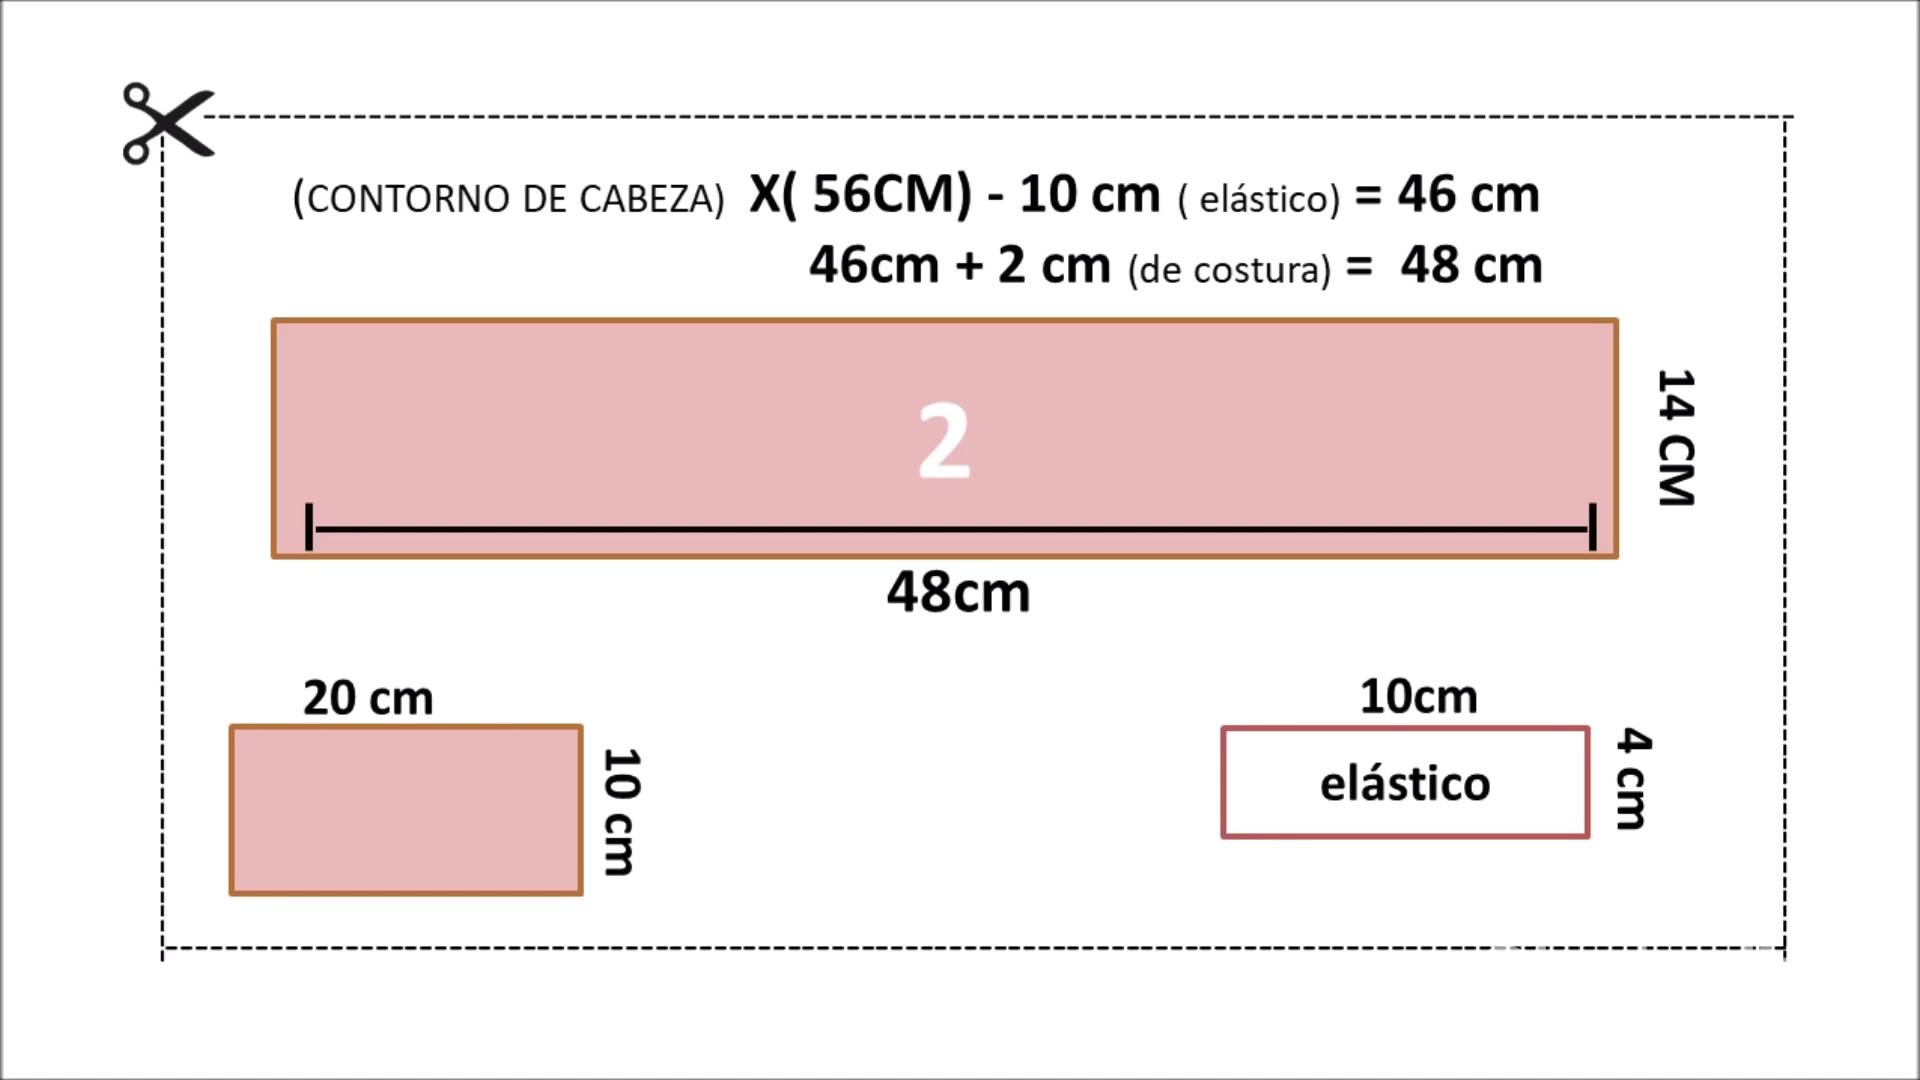 (CONTORNO DE CABEZA) X( 56CM) - 10 cm ( elástico) = 46 cm
46cm + 2 cm (de costura) = 48 cm
2
14 CM
48cm
20 cm
10 cm
10cm
elástico
4 cm